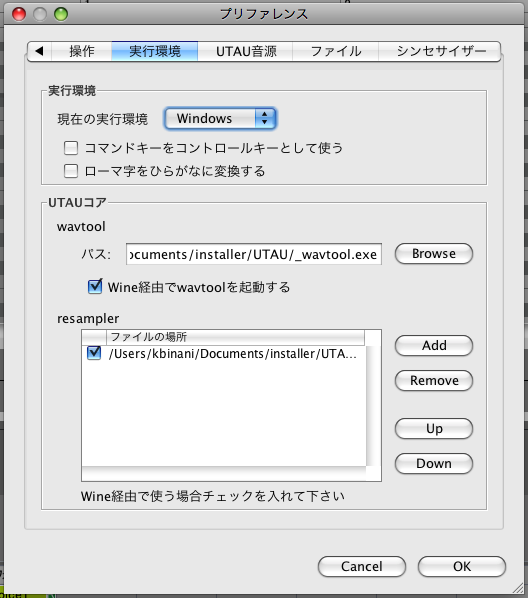 プリファレンス
操作 実行環境 UTAU音源 ファイル シンセサイザー
実行環境
現在の実行環境 Windows
コマンドキーをコントロールキーとして使う
ローマ字をひらがなに変換する
UTAUコア
wavtool
パス: ocuments/installer/UTAU/_wavtool.exe Browse
Wine経由でwavtoolを起動する
resampler
ファイルの場所
/Users/kbinani/Documents/installer/UTA...
Add
Remove
Up
Down
Wine経由で使う場合チェックを入れて下さい
Cancel OK